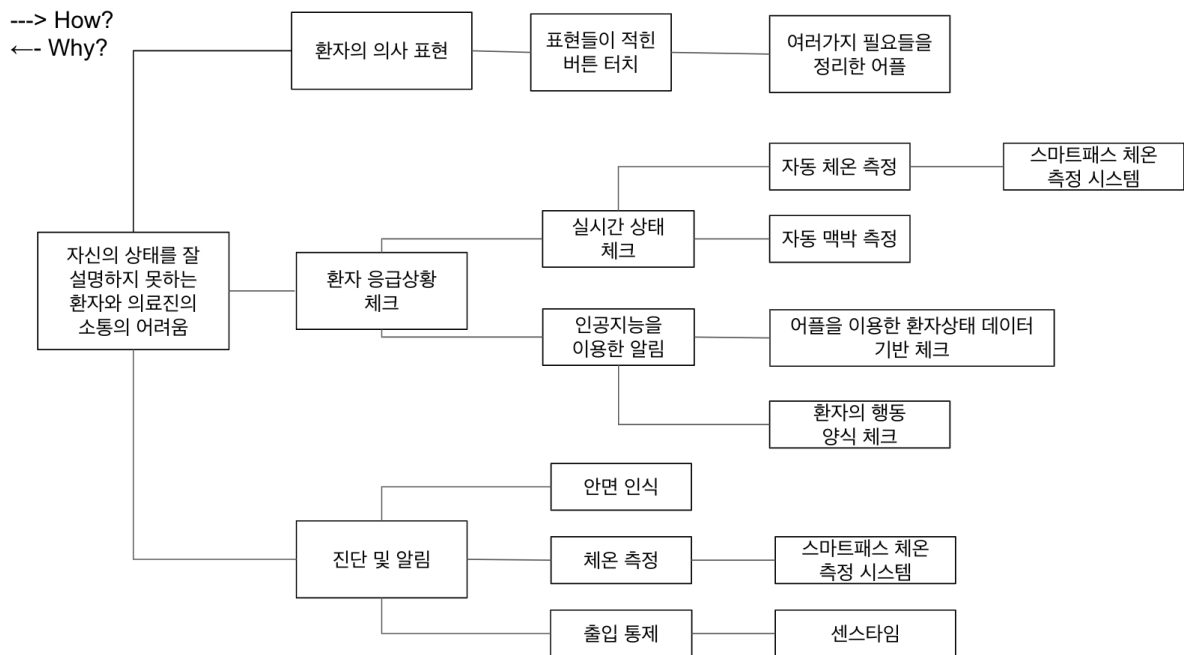 ---> How?
←- Why?
환자의 의사 표현
표현들이 적힌
버튼 터치
여러가지 필요들을
정리한 어플
자동 체온 측정
스마트패스 체온
측정 시스템
실시간 상태
체크
자동 맥박 측정
자신의 상태를 잘
설명하지 못하는
환자와 의료진의
소통의 어려움
환자 응급상황
체크
인공지능을
이용한 알림
어플을 이용한 환자상태 데이터
기반 체크
환자의 행동
양식 체크
안면 인식
진단 및 알림
체온 측정
스마트패스 체온
측정 시스템
출입 통제
센스타임